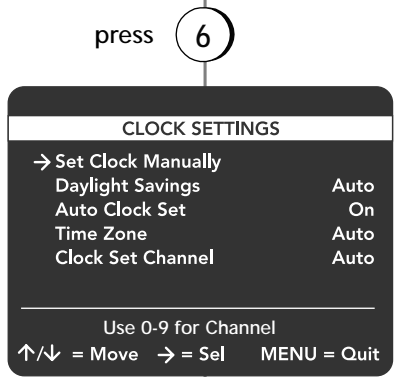 press 6
CLOCK SETTINGS
→ Set Clock Manually
Daylight Savings Auto
Auto Clock Set On
Time Zone Auto
Clock Set Channel Auto
Use 0-9 for Channel
↑/↓ = Move → = Sel MENU = Quit